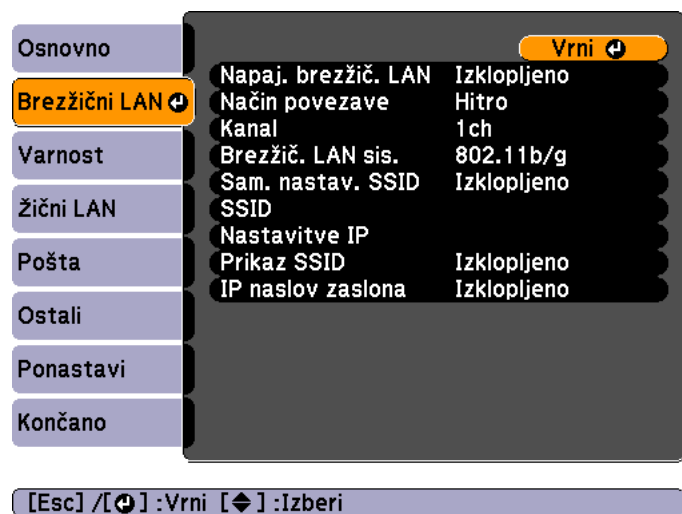 Osnovno
Brezžični LAN
Varnost
Žični LAN
Pošta
Ostali
Ponastavi
Končano
Vrni
Napaj. brezžič. LAN Izklopljeno
Način povezave Hitro
Kanal 1ch
Brezžič. LAN sis. 802.11b/g
Sam. nastav. SSID Izklopljeno
SSID
Nastavitve IP
Prikaz SSID Izklopljeno
IP naslov zaslona Izklopljeno
[Esc] /[⏎] :Vrni [◆] :Izberi